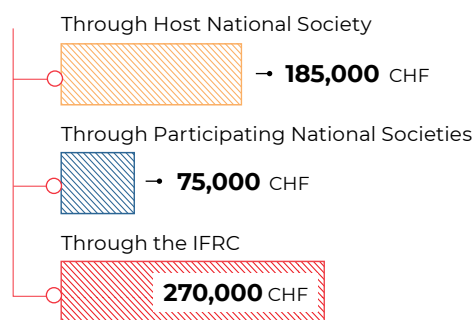 Through Host National Society
185,000 CHF
Through Participating National Societies
75,000 CHF
Through the IFRC
270,000 CHF